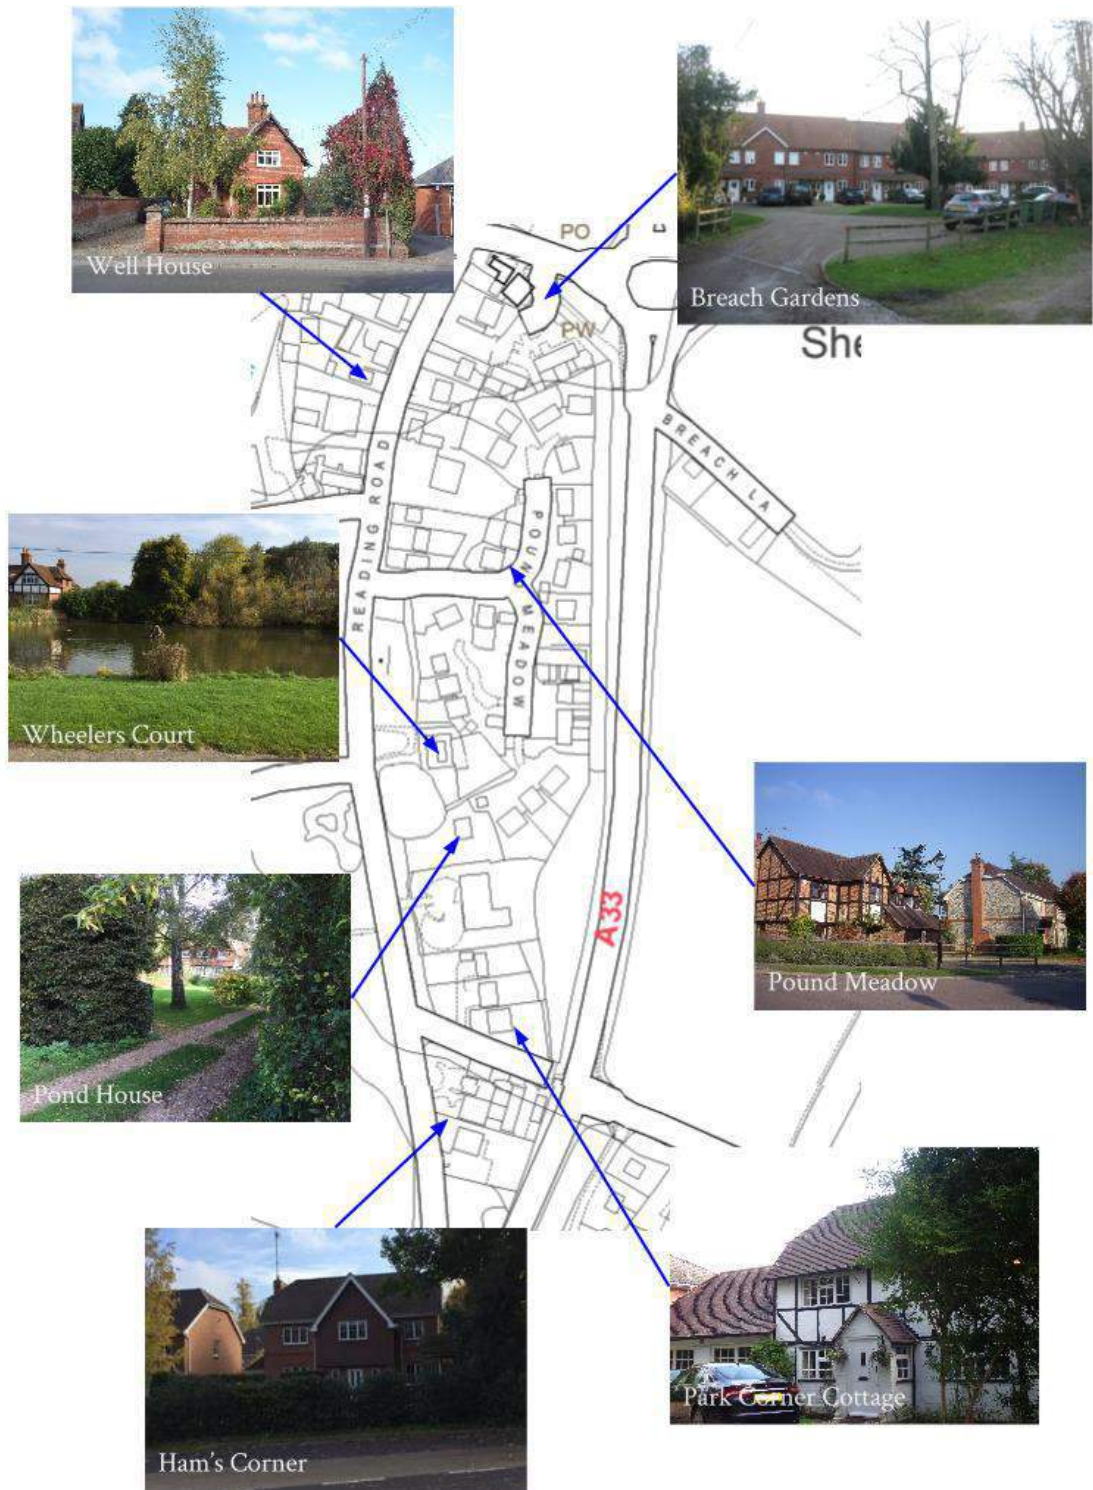 Well House
Breach Gardens
PO
PW
She
BREACH LA
READING ROAD
POUND MEADOW
Wheelers Court
A33
Pound Meadow
Pond House
Park Corner Cottage
Ham's Corner